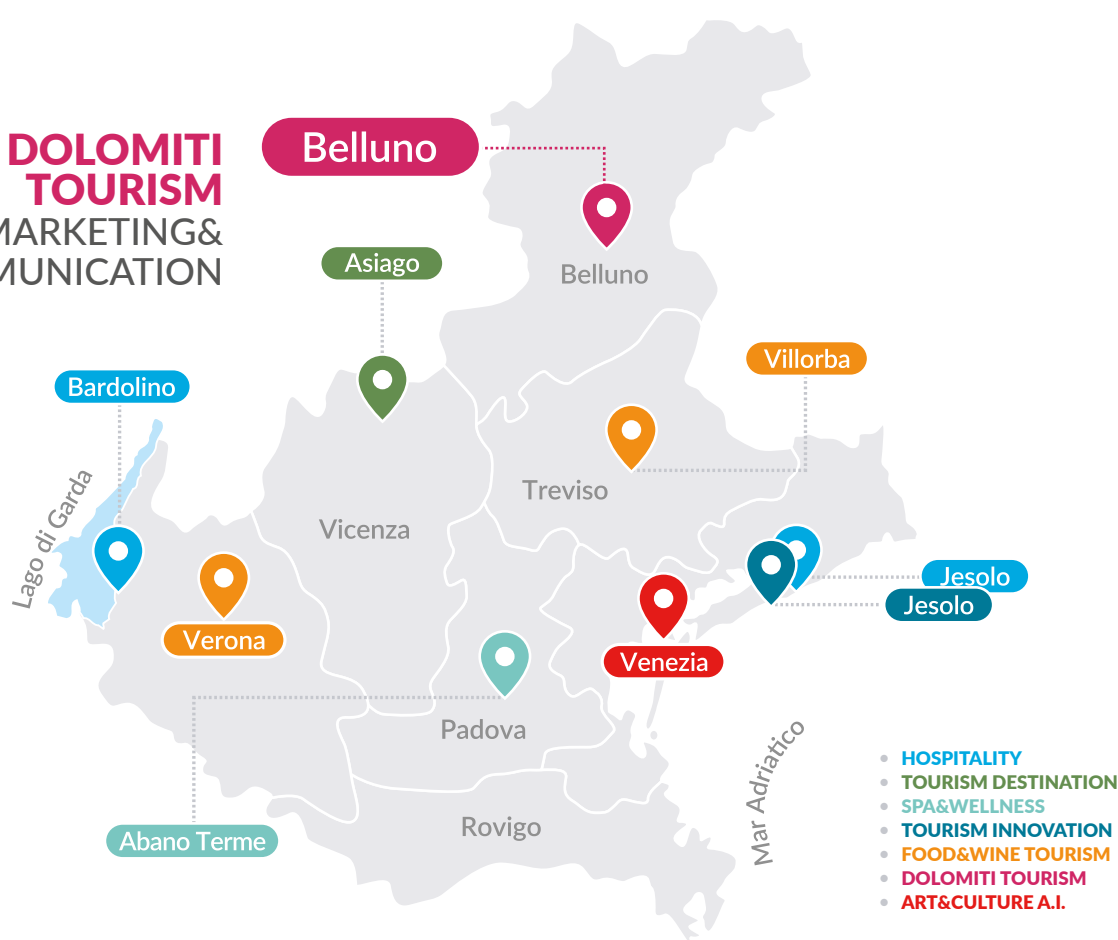 DOLOMITI
TOURISM
MARKETING&
MUNICATION
Belluno
Belluno
Asiago
Villorba
Bardolino
Lago di Garda
Treviso
Vicenza
Jesolo
Jesolo
Verona
Venezia
Padova
Mar Adriatico
Rovigo
Abano Terme
HOSPITALITY
TOURISM DESTINATION
SPA&WELLNESS
TOURISM INNOVATION
FOOD&WINE TOURISM
DOLOMITI TOURISM
ART&CULTURE A.I.